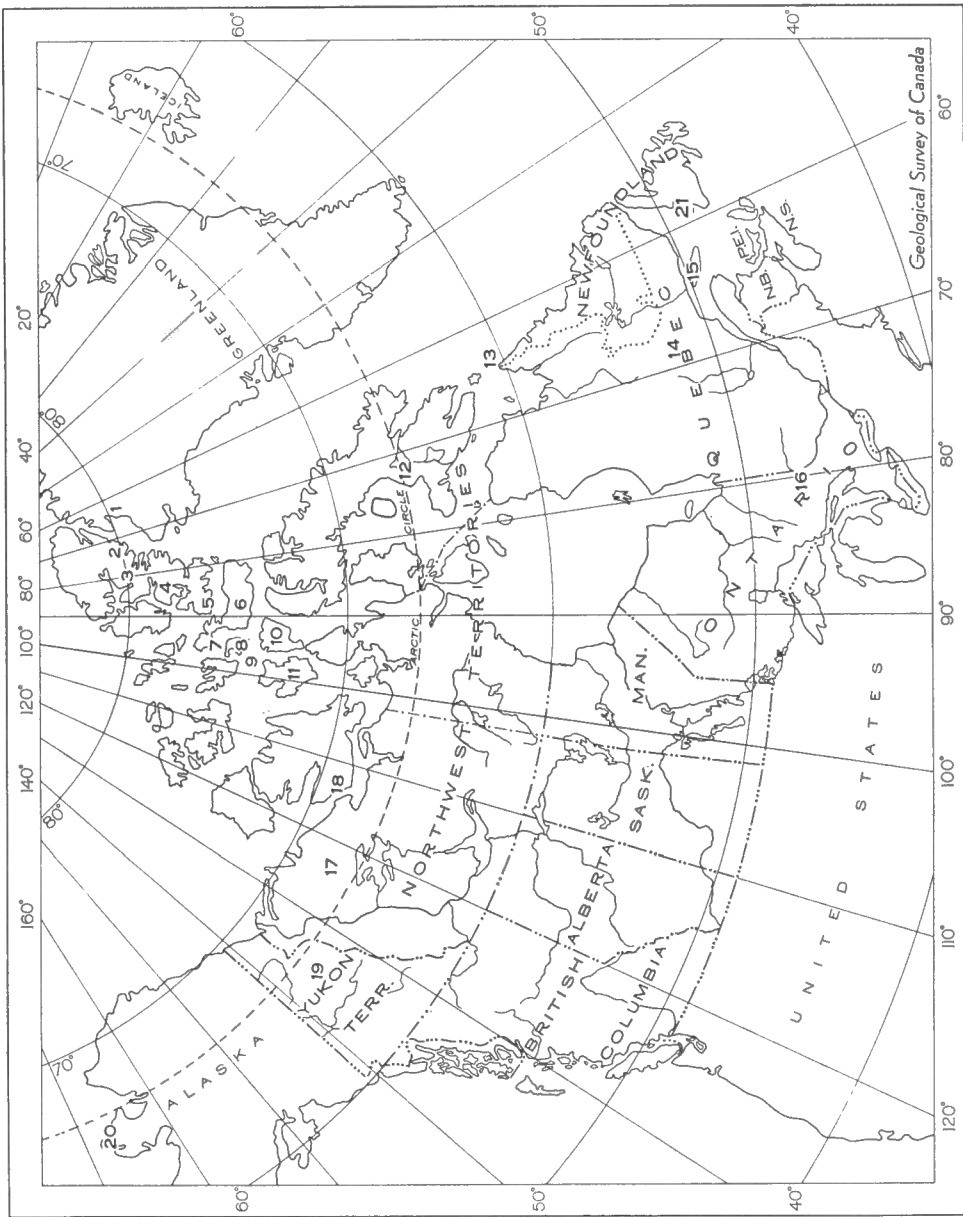 20°
40°
60°
80°
100°
120°
140°
160°
70°
80°
80°
70°
60°
50°
40°
60°
50°
40°
60°
70°
80°
90°
100°
110°
120°
ICELAND
GREENLAND
ALASKA
YUKON
TERR.
NORTHWEST TERRITORIES
ARCTIC CIRCLE
BRITISH
COLUMBIA
ALBERTA
SASK.
MAN.
ONTARIO
QUEBEC
NEWFOUNDLAND
P.E.I.
N.B.
N.S.
UNITED STATES
1
2
3
4
5
6
7
8
9
10
11
12
13
14
15
16
17
18
19
20
21
Geological Survey of Canada